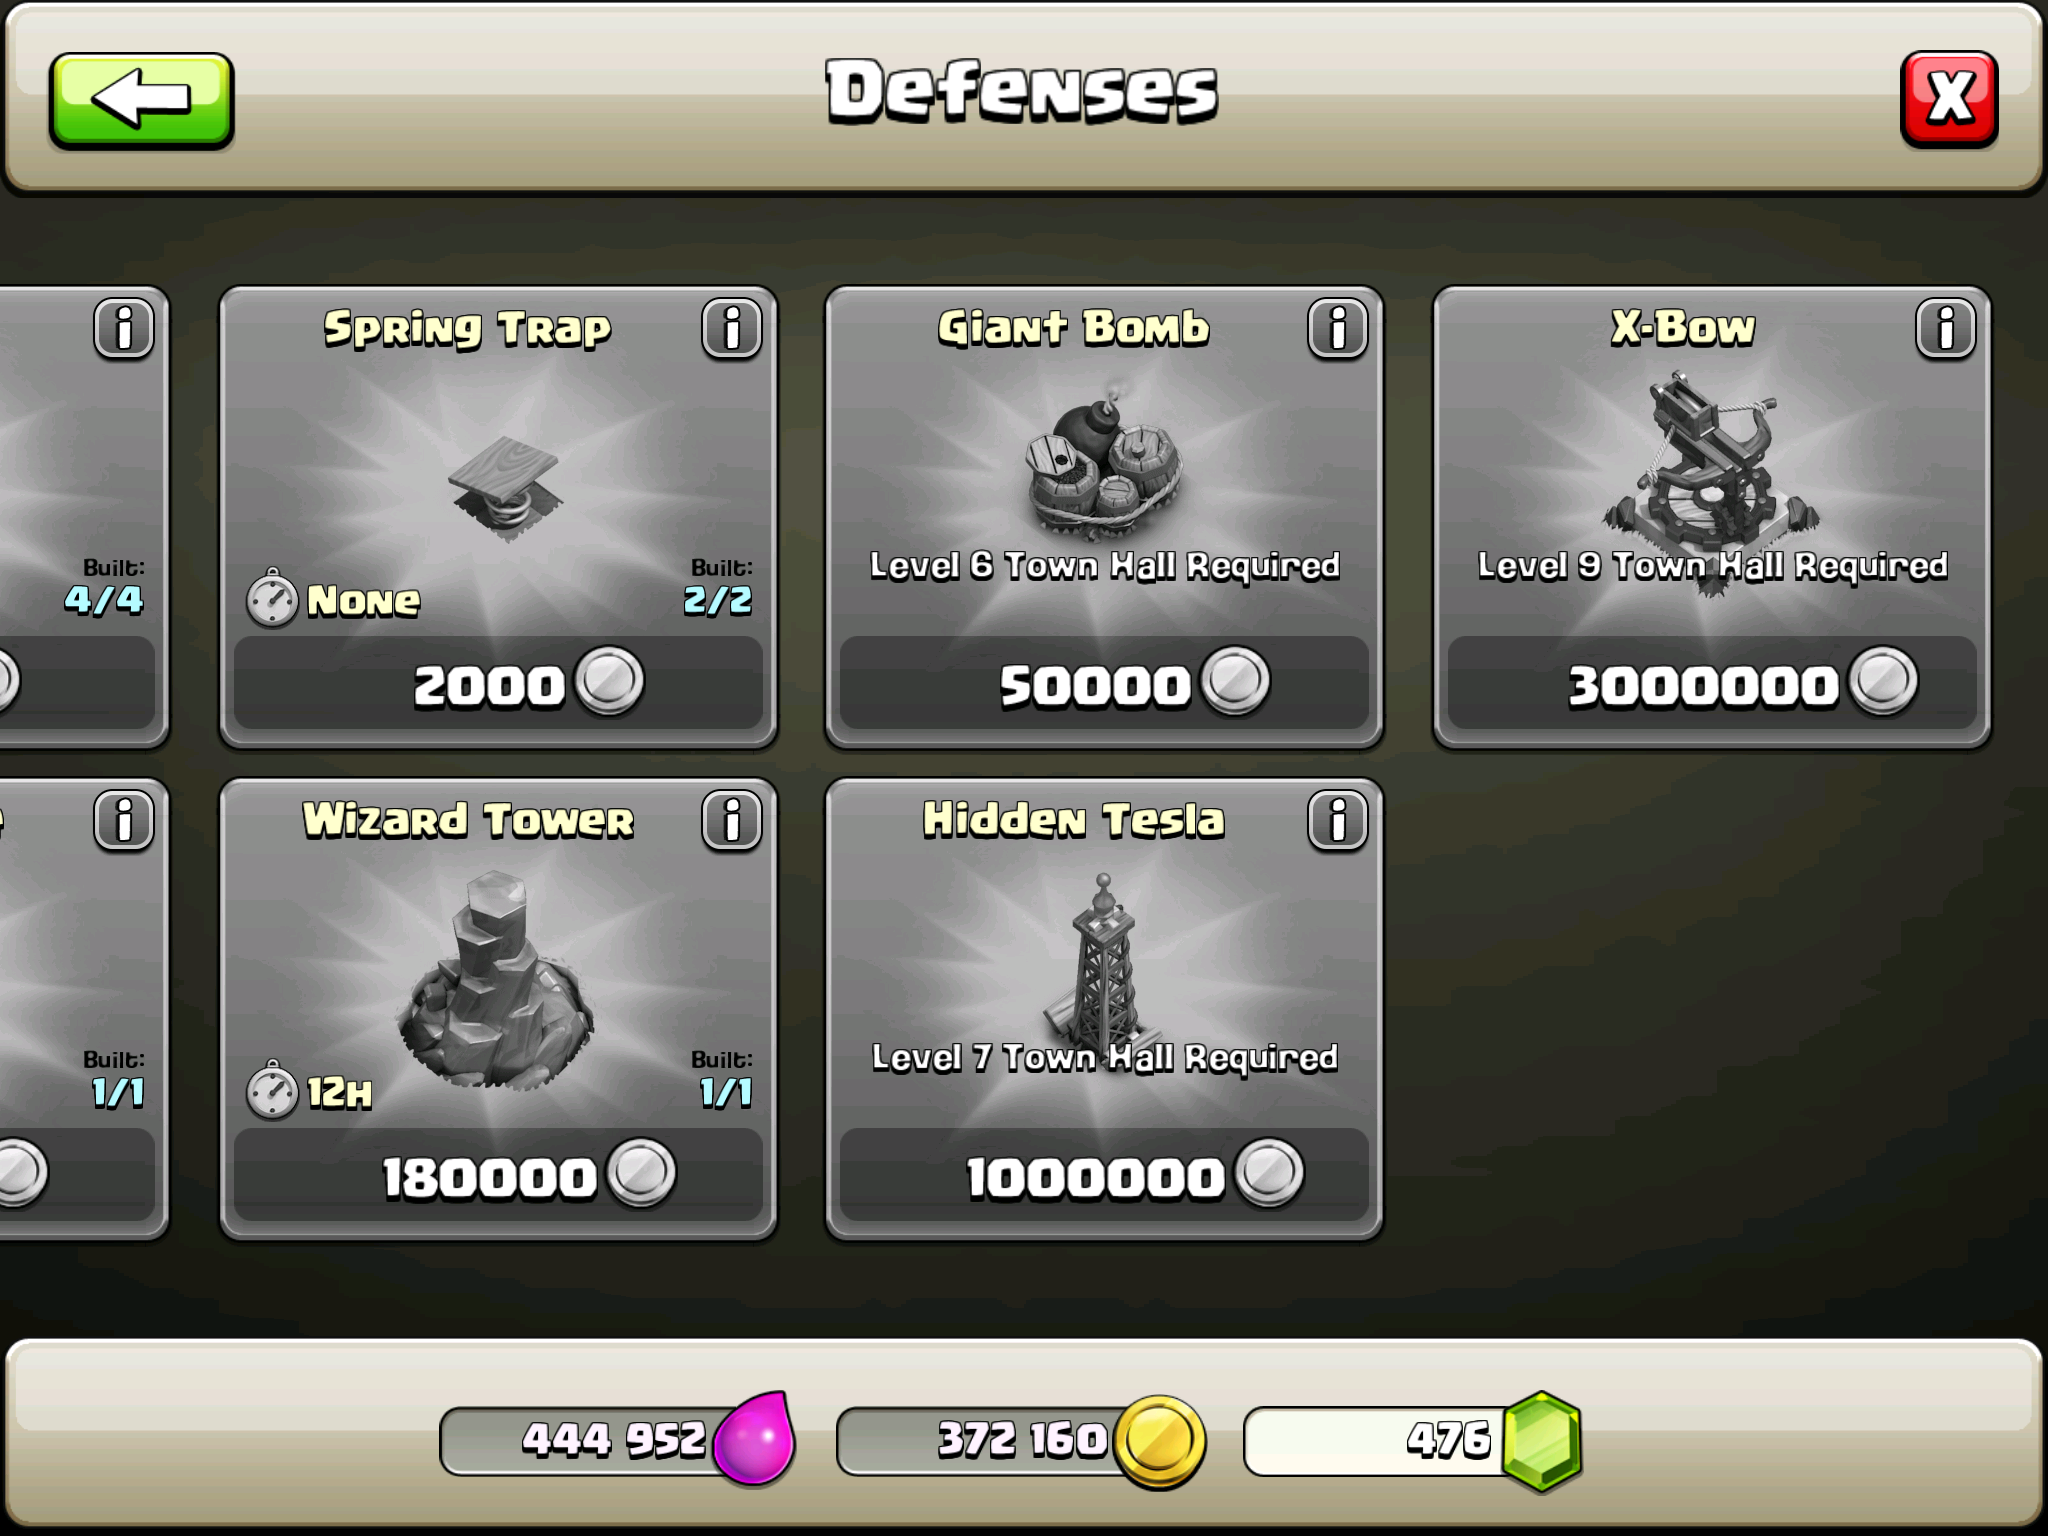 Defenses
X
i
Spring Trap
i
Giant Bomb
i
X-Bow
i
Built:
4/4
None
Built:
2/2
Level 6 Town Hall Required
Level 9 Town Hall Required
2000
50000
3000000
i
Wizard Tower
i
Hidden Tesla
i
Built:
1/1
12H
Built:
1/1
Level 7 Town Hall Required
180000
1000000
444 952
372 160
476